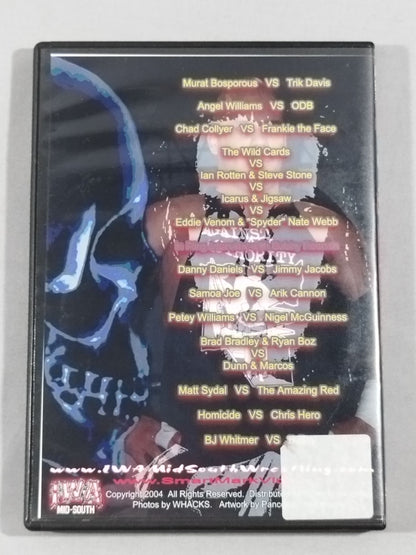 Murat Bosporous VS Trik Davis
Angel Williams VS ODB
Chad Collyer VS Frankie the Face
The Wild Cards
VS
Ian Rotten & Steve Stone
VS
Icarus & Jigsaw
VS
Eddie Venom & "Spyder" Nate Webb
Danny Daniels VS Jimmy Jacobs
Samoa Joe VS Arik Cannon
Petey Williams VS Nigel McGuinness
Brad Bradley & Ryan Boz
VS
Dunn & Marcos
Matt Sydal VS The Amazing Red
Homicide VS Chris Hero
BJ Whitmer VS
www.IWAMidSouthWrestling.com
www.SmartMarkVi
IWA
MID-SOUTH
Copyright 2004 All Rights Reserved. Distribut
Photos by WHACKS. Artwork by Panco